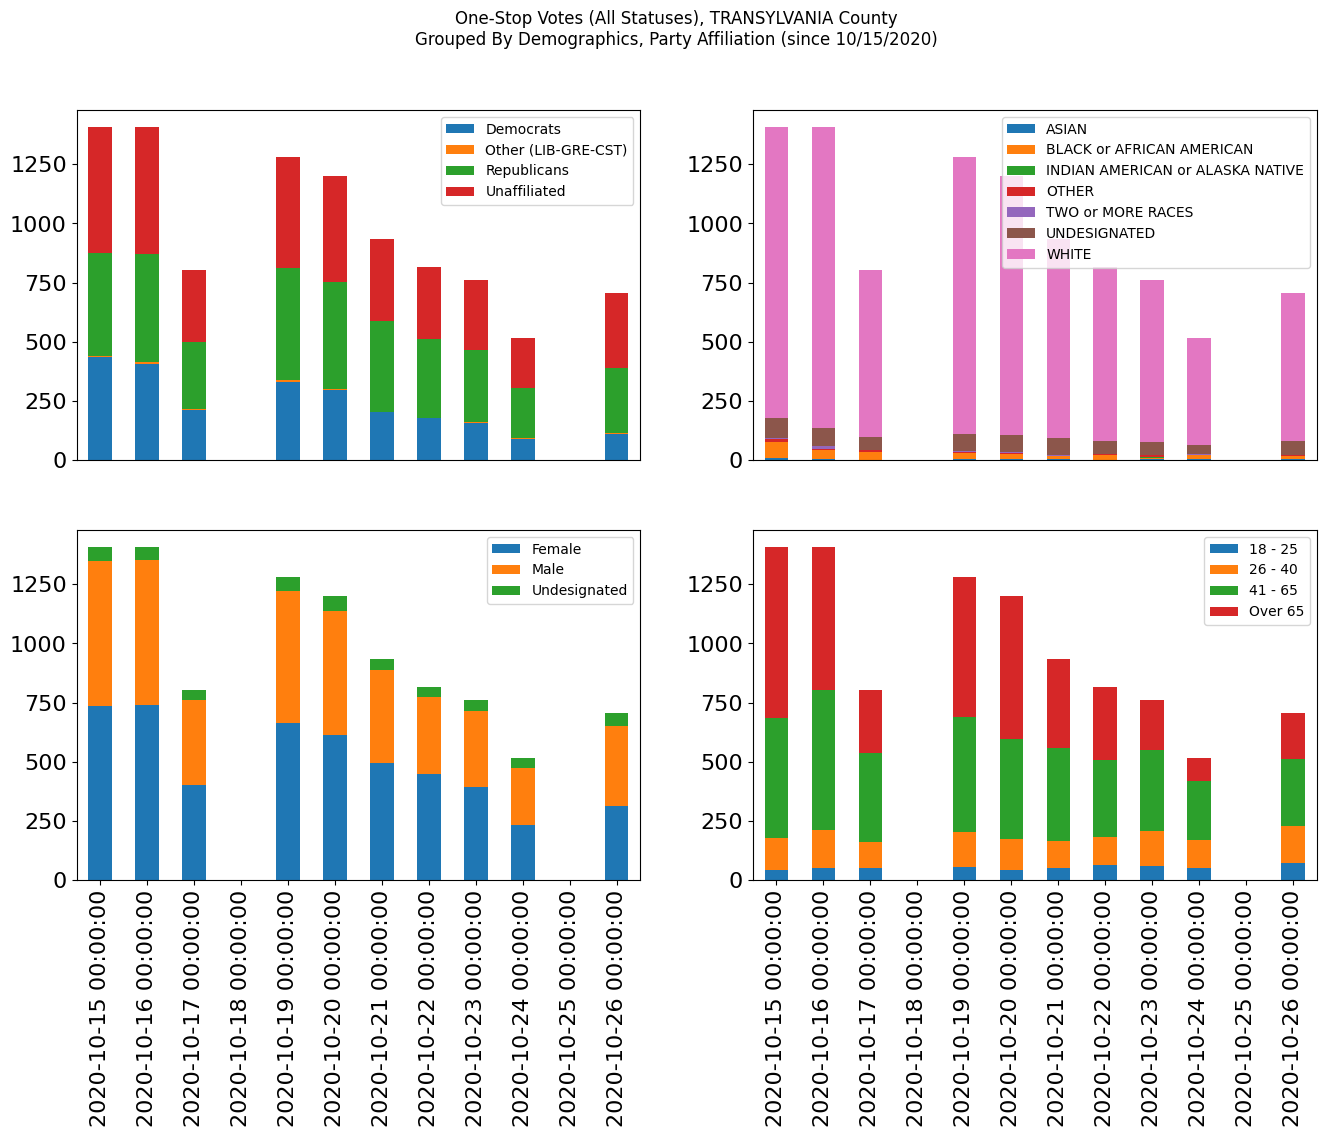 One-Stop Votes (All Statuses), TRANSYLVANIA County
Grouped By Demographics, Party Affiliation (since 10/15/2020)
1250
1000
750
500
250
0
Democrats
Other (LIB-GRE-CST)
Republicans
Unaffiliated
1250
1000
750
500
250
0
ASIAN
BLACK or AFRICAN AMERICAN
INDIAN AMERICAN or ALASKA NATIVE
OTHER
TWO or MORE RACES
UNDESIGNATED
WHITE
1250
1000
750
500
250
0
Female
Male
Undesignated
2020-10-15 00:00:00
2020-10-16 00:00:00
2020-10-17 00:00:00
2020-10-18 00:00:00
2020-10-19 00:00:00
2020-10-20 00:00:00
2020-10-21 00:00:00
2020-10-22 00:00:00
2020-10-23 00:00:00
2020-10-24 00:00:00
2020-10-25 00:00:00
2020-10-26 00:00:00
1250
1000
750
500
250
0
18 - 25
26 - 40
41 - 65
Over 65
2020-10-15 00:00:00
2020-10-16 00:00:00
2020-10-17 00:00:00
2020-10-18 00:00:00
2020-10-19 00:00:00
2020-10-20 00:00:00
2020-10-21 00:00:00
2020-10-22 00:00:00
2020-10-23 00:00:00
2020-10-24 00:00:00
2020-10-25 00:00:00
2020-10-26 00:00:00